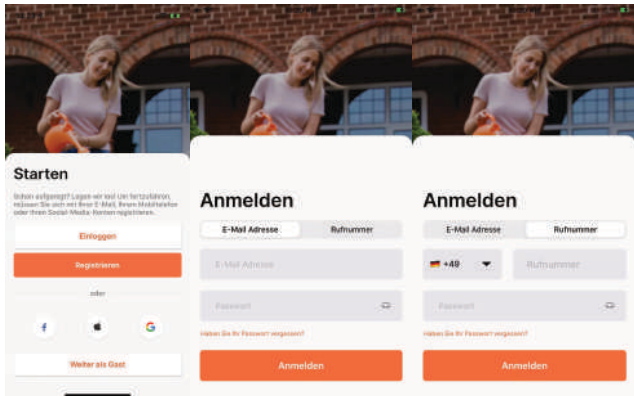 Starten
Schon aufgeregt? Legen wir los! Um fortzufahren,
müssen Sie sich mit Ihrer E-Mail, Ihrem Mobiltelefon
oder Ihren Social-Media-Konten registrieren.
Einloggen
Registrieren
oder
Weiter als Gast
Anmelden
E-Mail Adresse
Rufnummer
E-Mail Adresse
Passwort
Haben Sie Ihr Passwort vergessen?
Anmelden
Anmelden
E-Mail Adresse
Rufnummer
+49
Rufnummer
Passwort
Haben Sie Ihr Passwort vergessen?
Anmelden